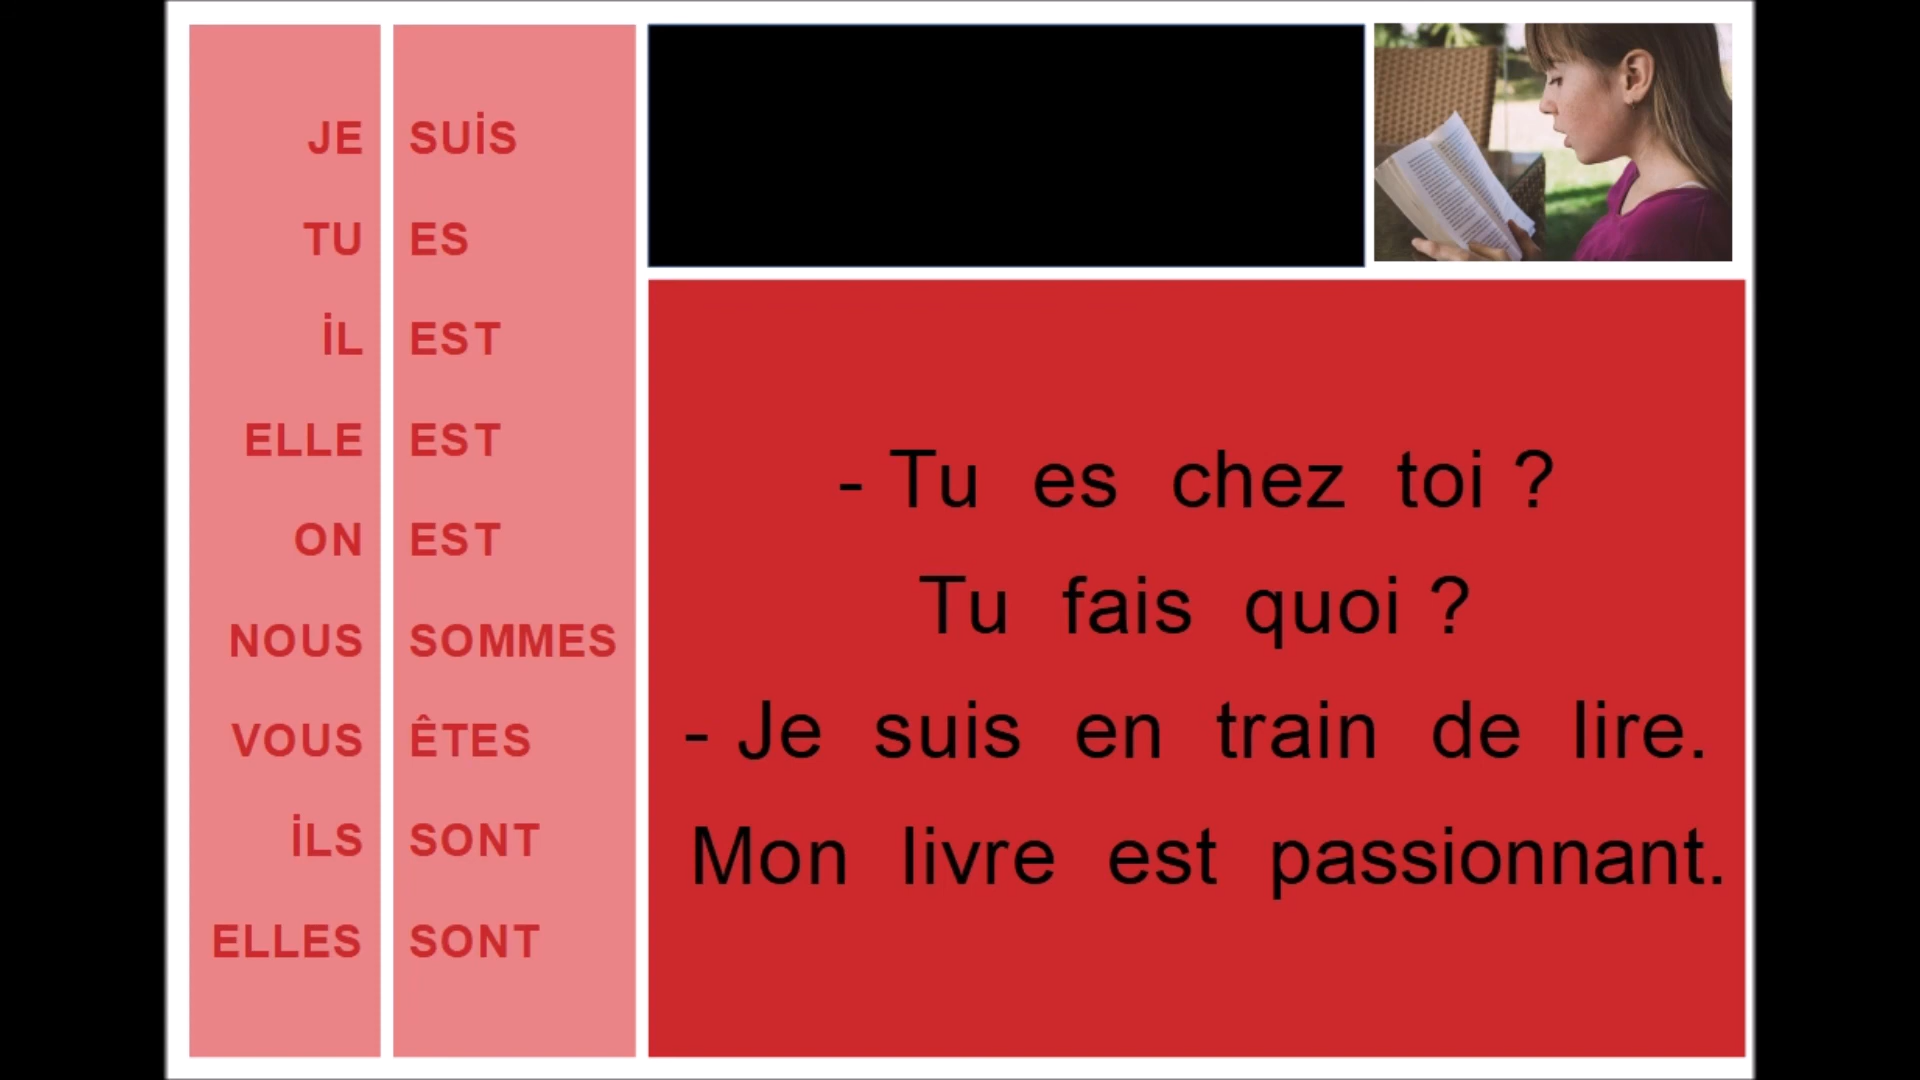 JE SUİS
TU ES
İL EST
ELLE EST
ON EST
NOUS SOMMES
VOUS ÊTES
İLS SONT
ELLES SONT
- Tu es chez toi ?
Tu fais quoi ?
- Je suis en train de lire.
Mon livre est passionnant.